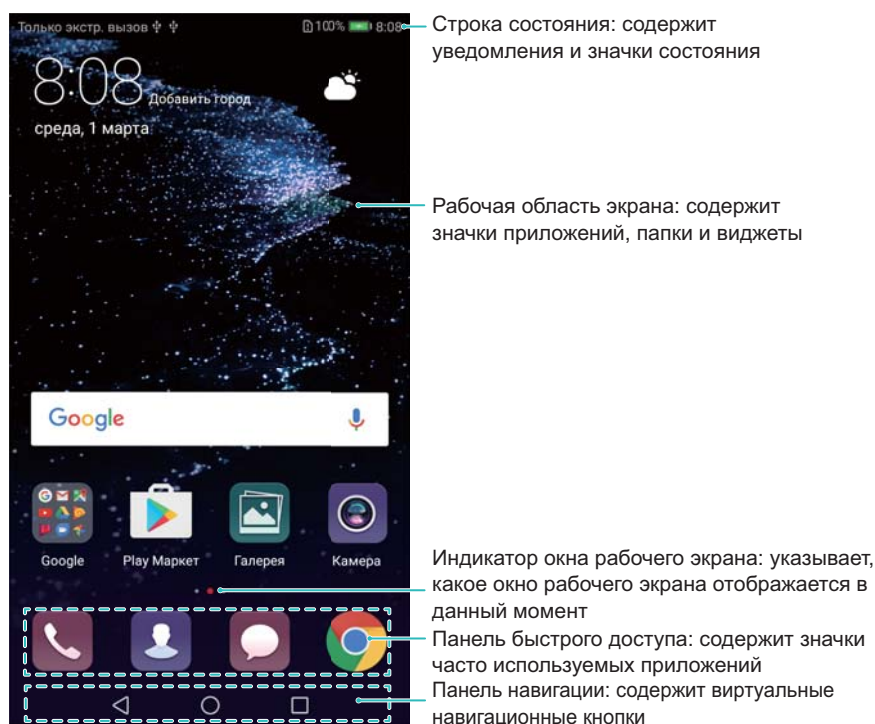 Только экстр. вызов 100% 8:08
Строка состояния: содержит
уведомления и значки состояния
8:08 Добавить город
среда, 1 марта
Рабочая область экрана: содержит
значки приложений, папки и виджеты
Google
Google Play Маркет Галерея Камера
Индикатор окна рабочего экрана: указывает,
какое окно рабочего экрана отображается в
данный момент
Панель быстрого доступа: содержит значки
часто используемых приложений
Панель навигации: содержит виртуальные
навигационные кнопки